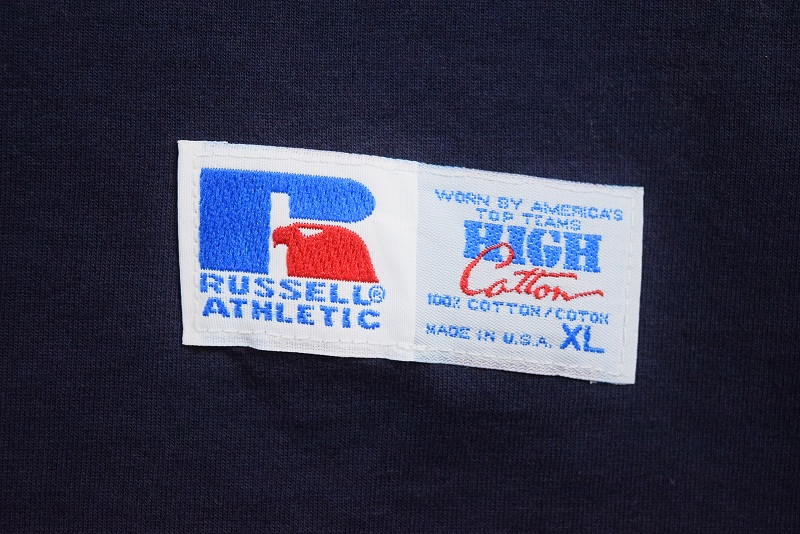 RUSSELL®
ATHLETIC
WORN BY AMERICA'S
TOP TEAMS
HIGH
Cotton
100% COTTON/COTON
MADE IN U.S.A. XL